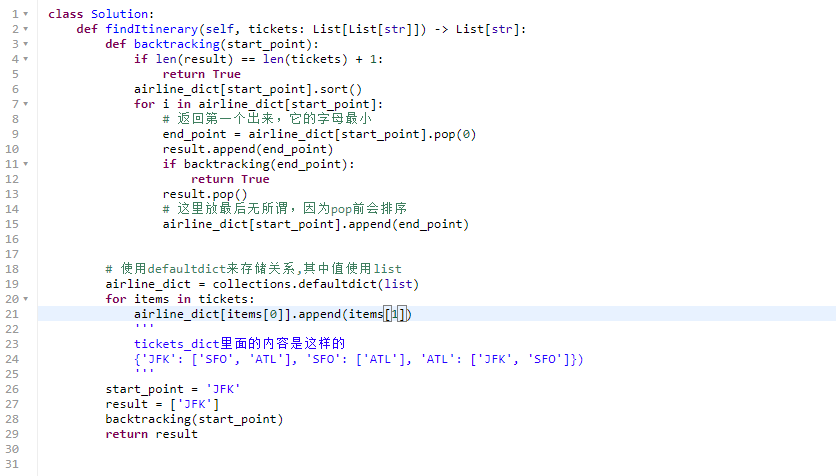 1 class Solution:
2     def findItinerary(self, tickets: List[List[str]]) -> List[str]:
3         def backtracking(start_point):
4             if len(result) == len(tickets) + 1:
5                 return True
6             airline_dict[start_point].sort()
7             for i in airline_dict[start_point]:
8                 # 返回第一个出来，它的字母最小
9                 end_point = airline_dict[start_point].pop(0)
10                 result.append(end_point)
11                 if backtracking(end_point):
12                     return True
13                 result.pop()
14                 # 这里放最后无所谓，因为pop前会排序
15                 airline_dict[start_point].append(end_point)
16
17
18         # 使用defaultdict来存储关系,其中值使用list
19         airline_dict = collections.defaultdict(list)
20         for items in tickets:
21             airline_dict[items[0]].append(items[1])
22             '''
23             tickets_dict里面的内容是这样的
24             {'JFK': ['SFO', 'ATL'], 'SFO': ['ATL'], 'ATL': ['JFK', 'SFO']})
25             '''
26         start_point = 'JFK'
27         result = ['JFK']
28         backtracking(start_point)
29         return result
30
31